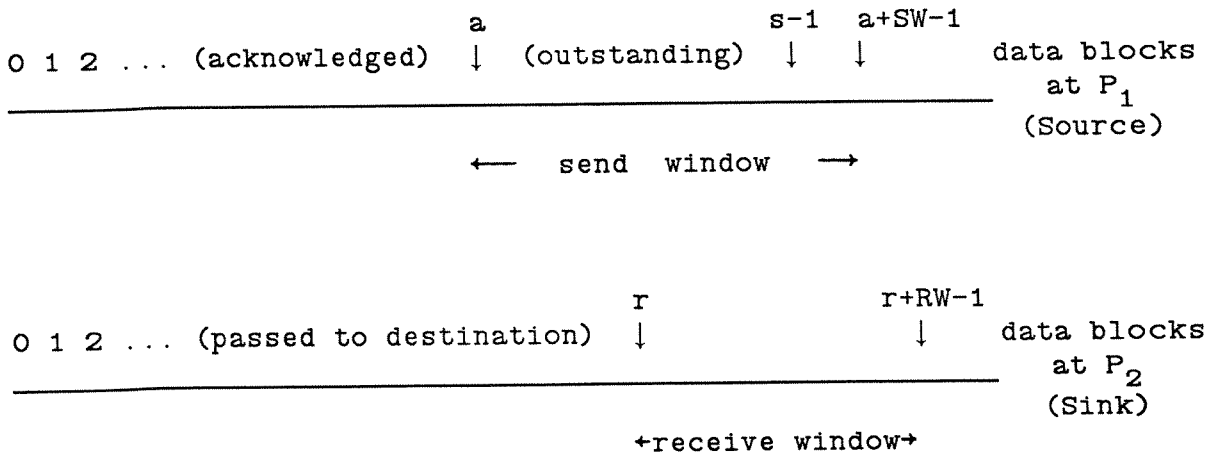 a s-1 a+SW-1
0 1 2 ... (acknowledged) ↓ (outstanding) ↓ ↓ data blocks
at P1
(Source)
← send window →
r r+RW-1
0 1 2 ... (passed to destination) ↓ ↓ data blocks
at P2
(Sink)
←receive window→